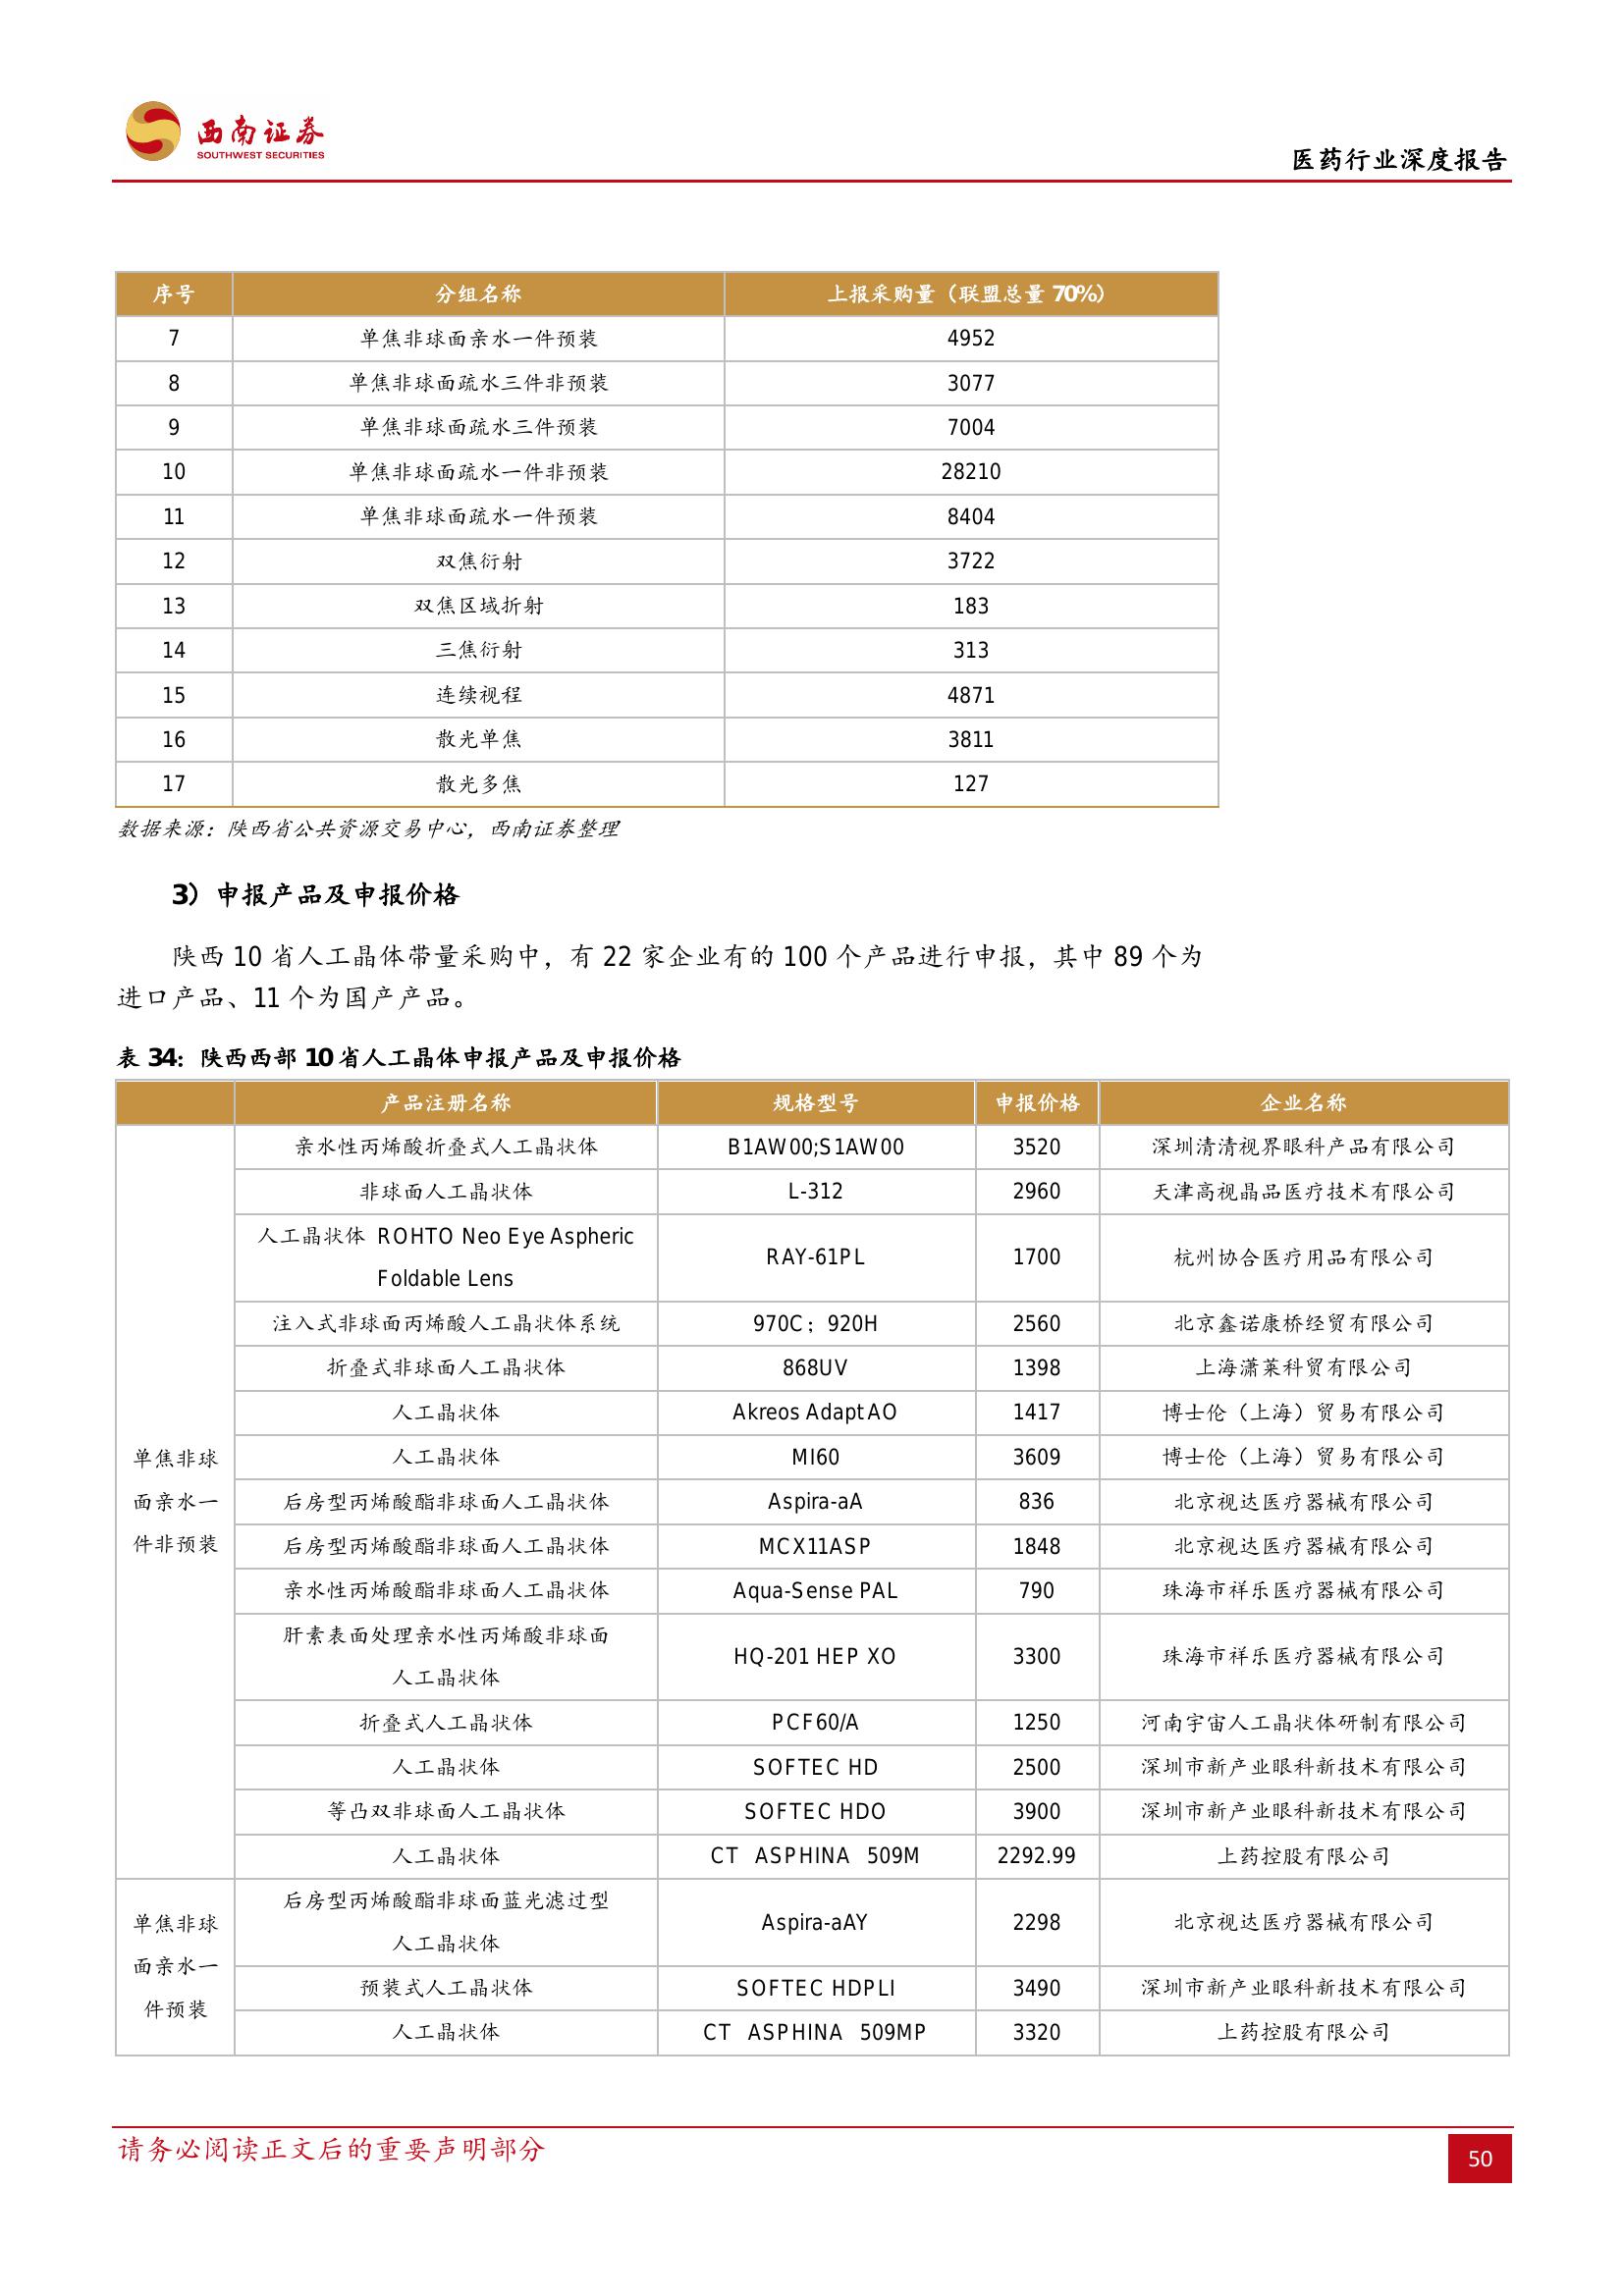 西南证券
SOUTHWEST SECURITIES
医药行业深度报告
序号 分组名称 上报采购量（联盟总量 70%）
7 单焦非球面亲水一件预装 4952
8 单焦非球面疏水三件非预装 3077
9 单焦非球面疏水三件预装 7004
10 单焦非球面疏水一件非预装 28210
11 单焦非球面疏水一件预装 8404
12 双焦衍射 3722
13 双焦区域折射 183
14 三焦衍射 313
15 连续视程 4871
16 散光单焦 3811
17 散光多焦 127
数据来源：陕西省公共资源交易中心，西南证券整理
3）申报产品及申报价格
陕西 10 省人工晶体带量采购中，有 22 家企业有的 100 个产品进行申报，其中 89 个为
进口产品、11 个为国产产品。
表 34：陕西西部 10 省人工晶体申报产品及申报价格
产品注册名称 规格型号 申报价格 企业名称
单焦非球
面亲水一
件非预装
亲水性丙烯酸折叠式人工晶状体 B1AW00;S1AW00 3520 深圳清清视界眼科产品有限公司
非球面人工晶状体 L-312 2960 天津高视晶品医疗技术有限公司
人工晶状体 ROHTO Neo Eye Aspheric
Foldable Lens RAY-61PL 1700 杭州协合医疗用品有限公司
注入式非球面丙烯酸人工晶状体系统 970C；920H 2560 北京鑫诺康桥经贸有限公司
折叠式非球面人工晶状体 868UV 1398 上海潇莱科贸有限公司
人工晶状体 Akreos Adapt AO 1417 博士伦（上海）贸易有限公司
人工晶状体 MI60 3609 博士伦（上海）贸易有限公司
后房型丙烯酸酯非球面人工晶状体 Aspira-aA 836 北京视达医疗器械有限公司
后房型丙烯酸酯非球面人工晶状体 MCX11ASP 1848 北京视达医疗器械有限公司
亲水性丙烯酸酯非球面人工晶状体 Aqua-Sense PAL 790 珠海市祥乐医疗器械有限公司
肝素表面处理亲水性丙烯酸非球面
人工晶状体 HQ-201 HEP XO 3300 珠海市祥乐医疗器械有限公司
折叠式人工晶状体 PCF60/A 1250 河南宇宙人工晶状体研制有限公司
人工晶状体 SOFTEC HD 2500 深圳市新产业眼科新技术有限公司
等凸双非球面人工晶状体 SOFTEC HDO 3900 深圳市新产业眼科新技术有限公司
人工晶状体 CT ASPHINA 509M 2292.99 上药控股有限公司
单焦非球
面亲水一
件预装
后房型丙烯酸酯非球面蓝光滤过型
人工晶状体 Aspira-aAY 2298 北京视达医疗器械有限公司
预装式人工晶状体 SOFTEC HDPLI 3490 深圳市新产业眼科新技术有限公司
人工晶状体 CT ASPHINA 509MP 3320 上药控股有限公司
请务必阅读正文后的重要声明部分
50